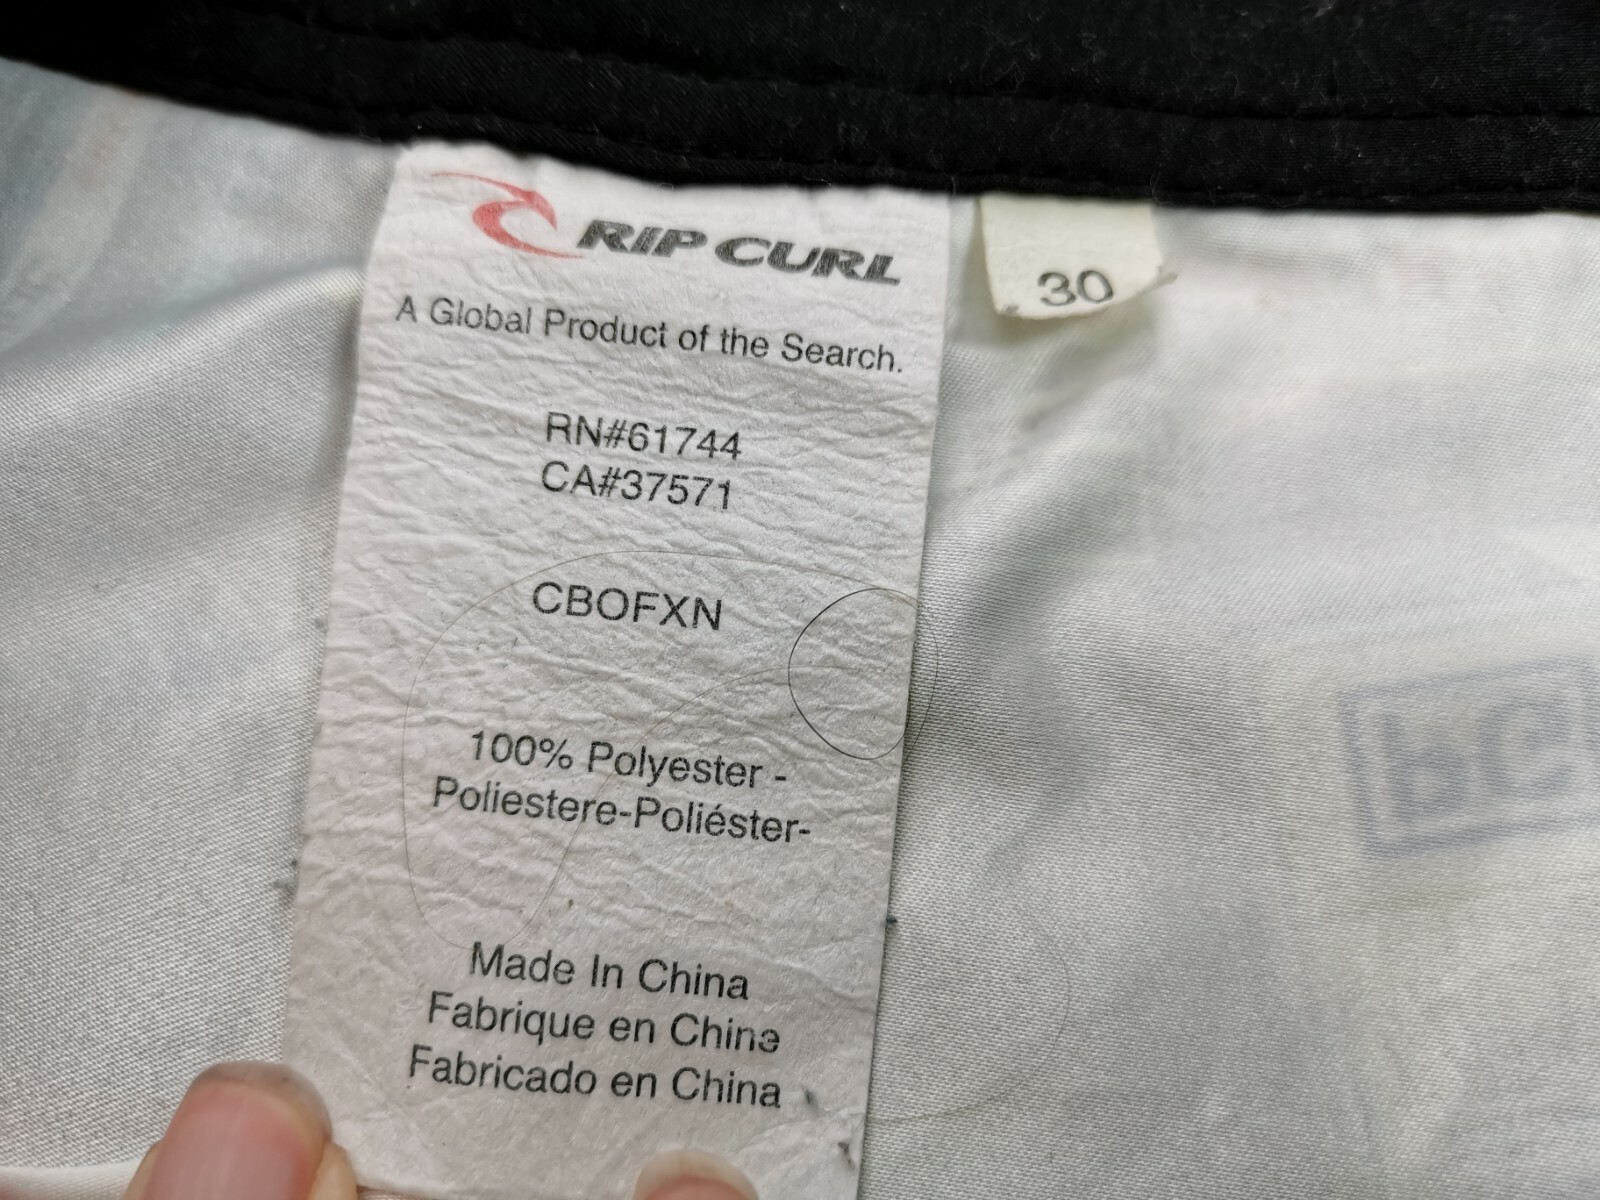 RIP CURL
30
A Global Product of the Search.
RN#61744
CA#37571
CBOFXN
100% Polyester -
Poliestere-Poliéster-
Made In China
Fabrique en China
Fabricado en China